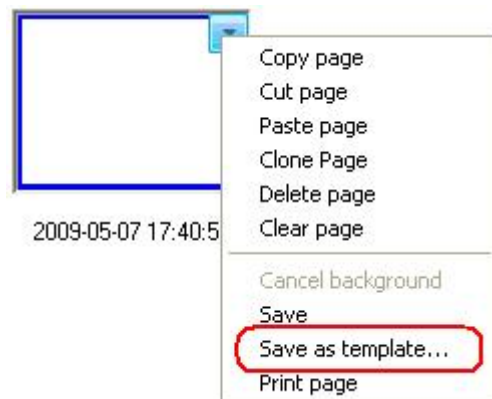 Copy page
Cut page
Paste page
Clone Page
Delete page
2009-05-07 17:40:5
Clear page
Cancel background
Save
Save as template...
Print page